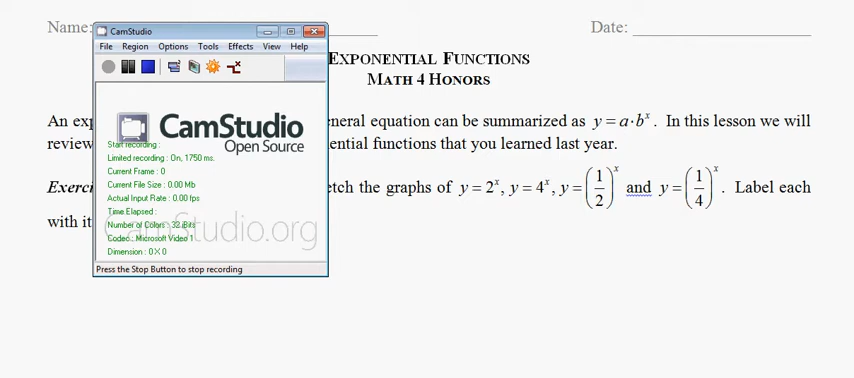 Name: ____________ Date: ____________
CamStudio
File Region Options Tools Effects View Help
EXPONENTIAL FUNCTIONS
MATH 4 HONORS
An exp eneral equation can be summarized as y = a·b^x. In this lesson we will
review ential functions that you learned last year.
CamStudio
Open Source
Start recording :
Limited recording : On, 1750 ms.
Current Frame : 0
Current File Size : 0.00 Mb
Actual Input Rate : 0.00 fps
Time Elapsed :
Number of Colors : 32 Bits
Codec : Microsoft Video 1
Dimension : 0 X 0
CamStudio.org
Press the Stop Button to stop recording
Exerci etch the graphs of y = 2^x, y = 4^x, y = (1/2)^x and y = (1/4)^x. Label each
with it